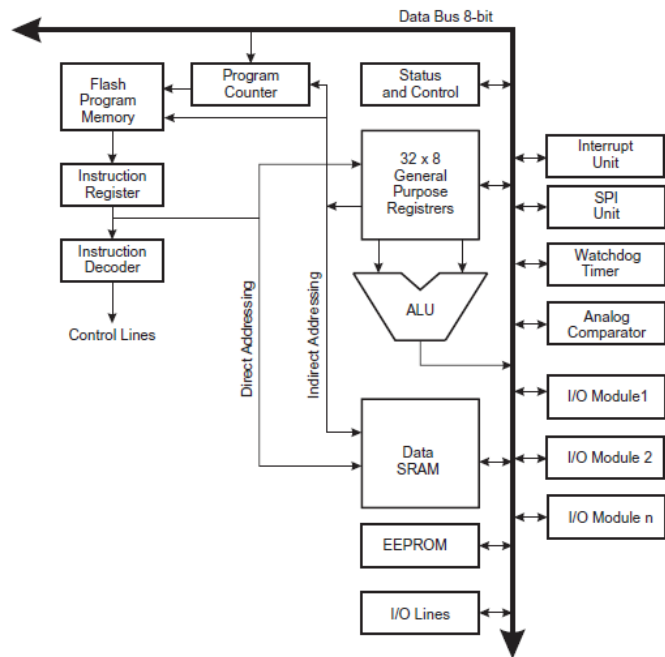 Data Bus 8-bit
Flash
Program
Memory
Program
Counter
Status
and Control
Instruction
Register
32 x 8
General
Purpose
Registrers
Interrupt
Unit
SPI
Unit
Instruction
Decoder
Watchdog
Timer
Control Lines
Direct Addressing
Indirect Addressing
ALU
Analog
Comparator
I/O Module1
Data
SRAM
I/O Module 2
I/O Module n
EEPROM
I/O Lines